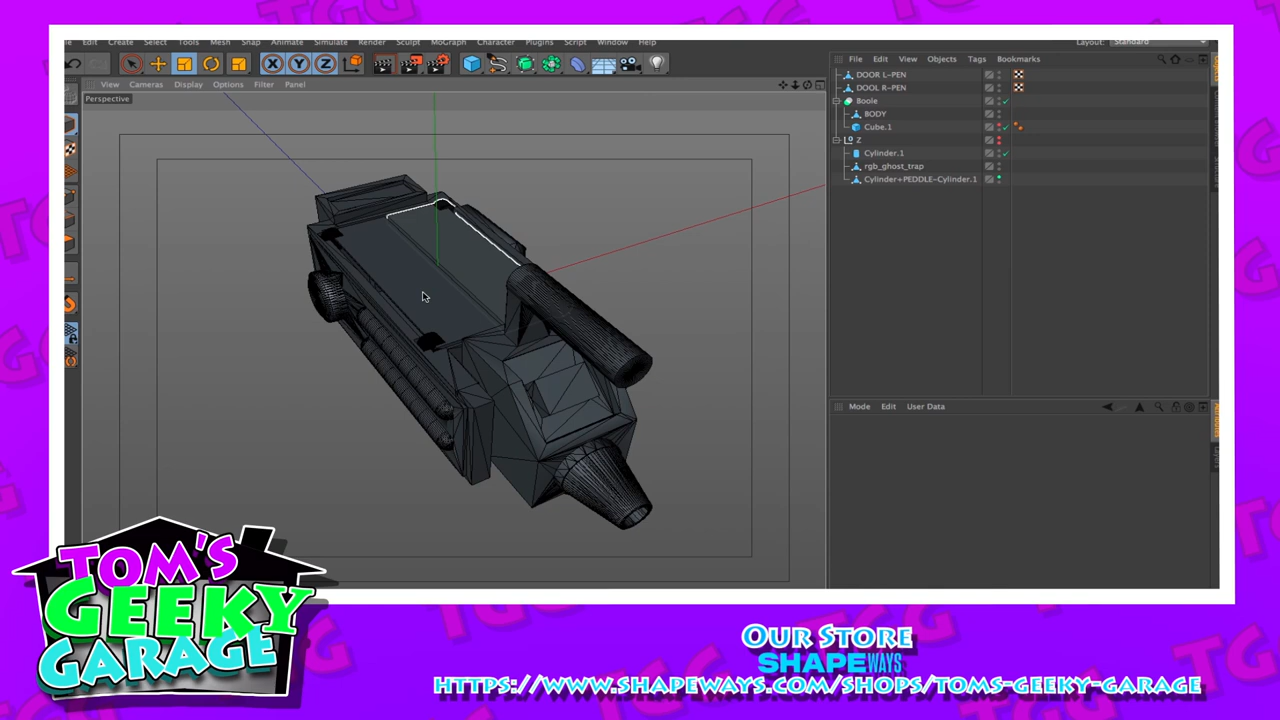 Edit Create Select Tools Mesh Snap Animate Simulate Render Sculpt MoGraph Character Plugins Script Window Help
Layout: Standard
X Y Z
File Edit View Objects Tags Bookmarks
View Cameras Display Options Filter Panel
Perspective
DOOR L-PEN
DOOL R-PEN
Boole
BODY
Cube.1
Z
Cylinder.1
rgb_ghost_trap
Cylinder+PEDDLE-Cylinder.1
Mode Edit User Data
TOM'S
GEEKY
GARAGE
OUR STORE
SHAPEWAYS
HTTPS://WWW.SHAPEWAYS.COM/SHOPS/TOMS-GEEKY-GARAGE
TGG